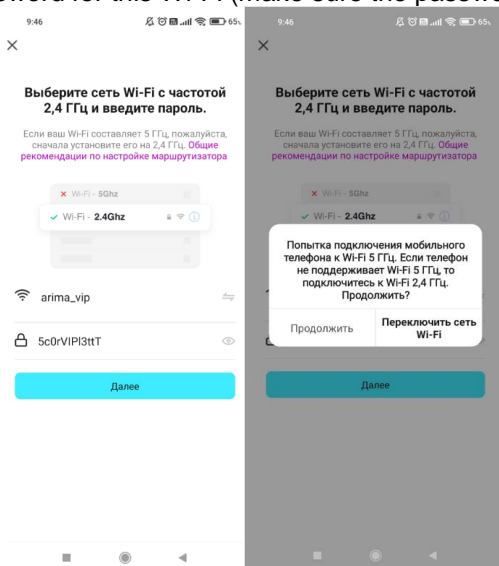 9:46
65
Выберите сеть Wi-Fi с частотой
2,4 ГГц и введите пароль.
Если ваш Wi-Fi составляет 5 ГГц, пожалуйста,
сначала установите его на 2,4 ГГц. Общие
рекомендации по настройке маршрутизатора
Wi-Fi - 5Ghz
Wi-Fi - 2.4Ghz
arima_vip
5c0rVIPl3ttT
Далее
9:46
65
Выберите сеть Wi-Fi с частотой
2,4 ГГц и введите пароль.
Если ваш Wi-Fi составляет 5 ГГц, пожалуйста,
сначала установите его на 2,4 ГГц. Общие
рекомендации по настройке маршрутизатора
Wi-Fi - 5Ghz
Wi-Fi - 2.4Ghz
Попытка подключения мобильного
телефона к Wi-Fi 5 ГГц. Если телефон
не поддерживает Wi-Fi 5 ГГц, то
подключитесь к Wi-Fi 2,4 ГГц.
Продолжить?
Продолжить
Переключить сеть
Wi-Fi
Далее